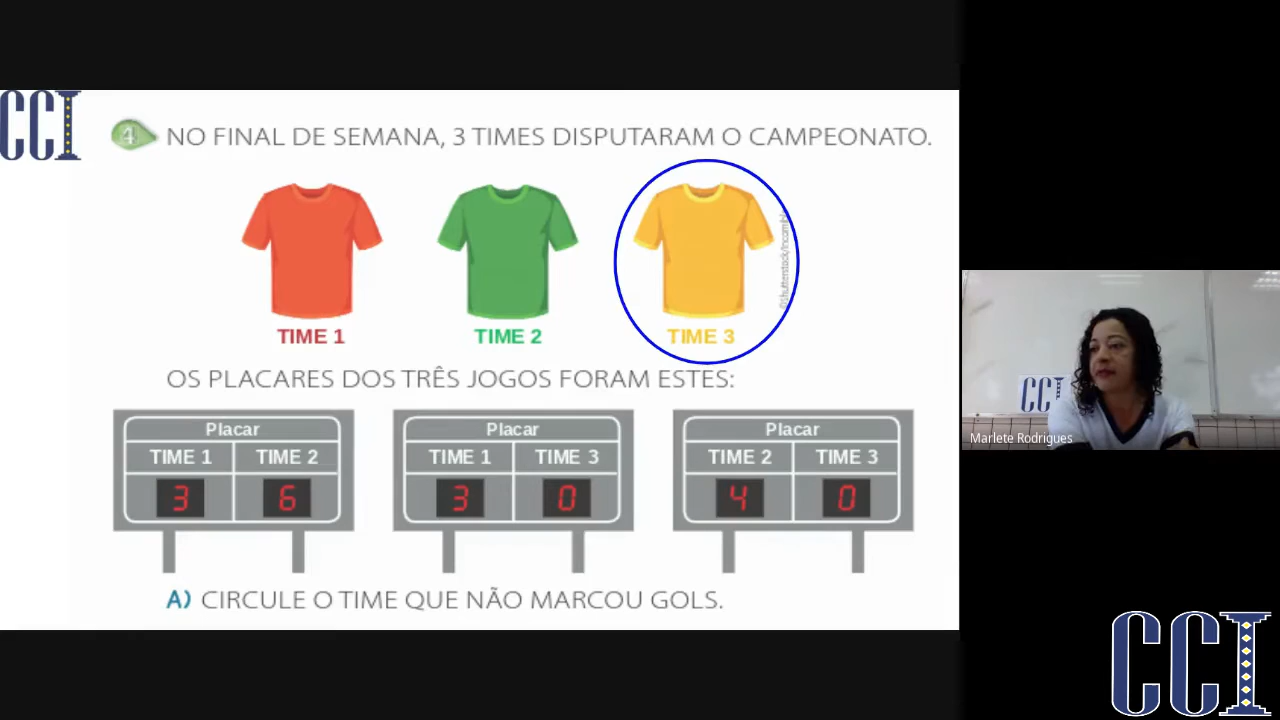 CCI
4 NO FINAL DE SEMANA, 3 TIMES DISPUTARAM O CAMPEONATO.
©Shutterstock/Incomible
TIME 1 TIME 2 TIME 3
OS PLACARES DOS TRÊS JOGOS FORAM ESTES:
Placar Placar Placar
TIME 1 TIME 2 TIME 1 TIME 3 TIME 2 TIME 3
3 6 3 0 4 0
A) CIRCULE O TIME QUE NÃO MARCOU GOLS.
CCI
Marlete Rodrigues
CCI